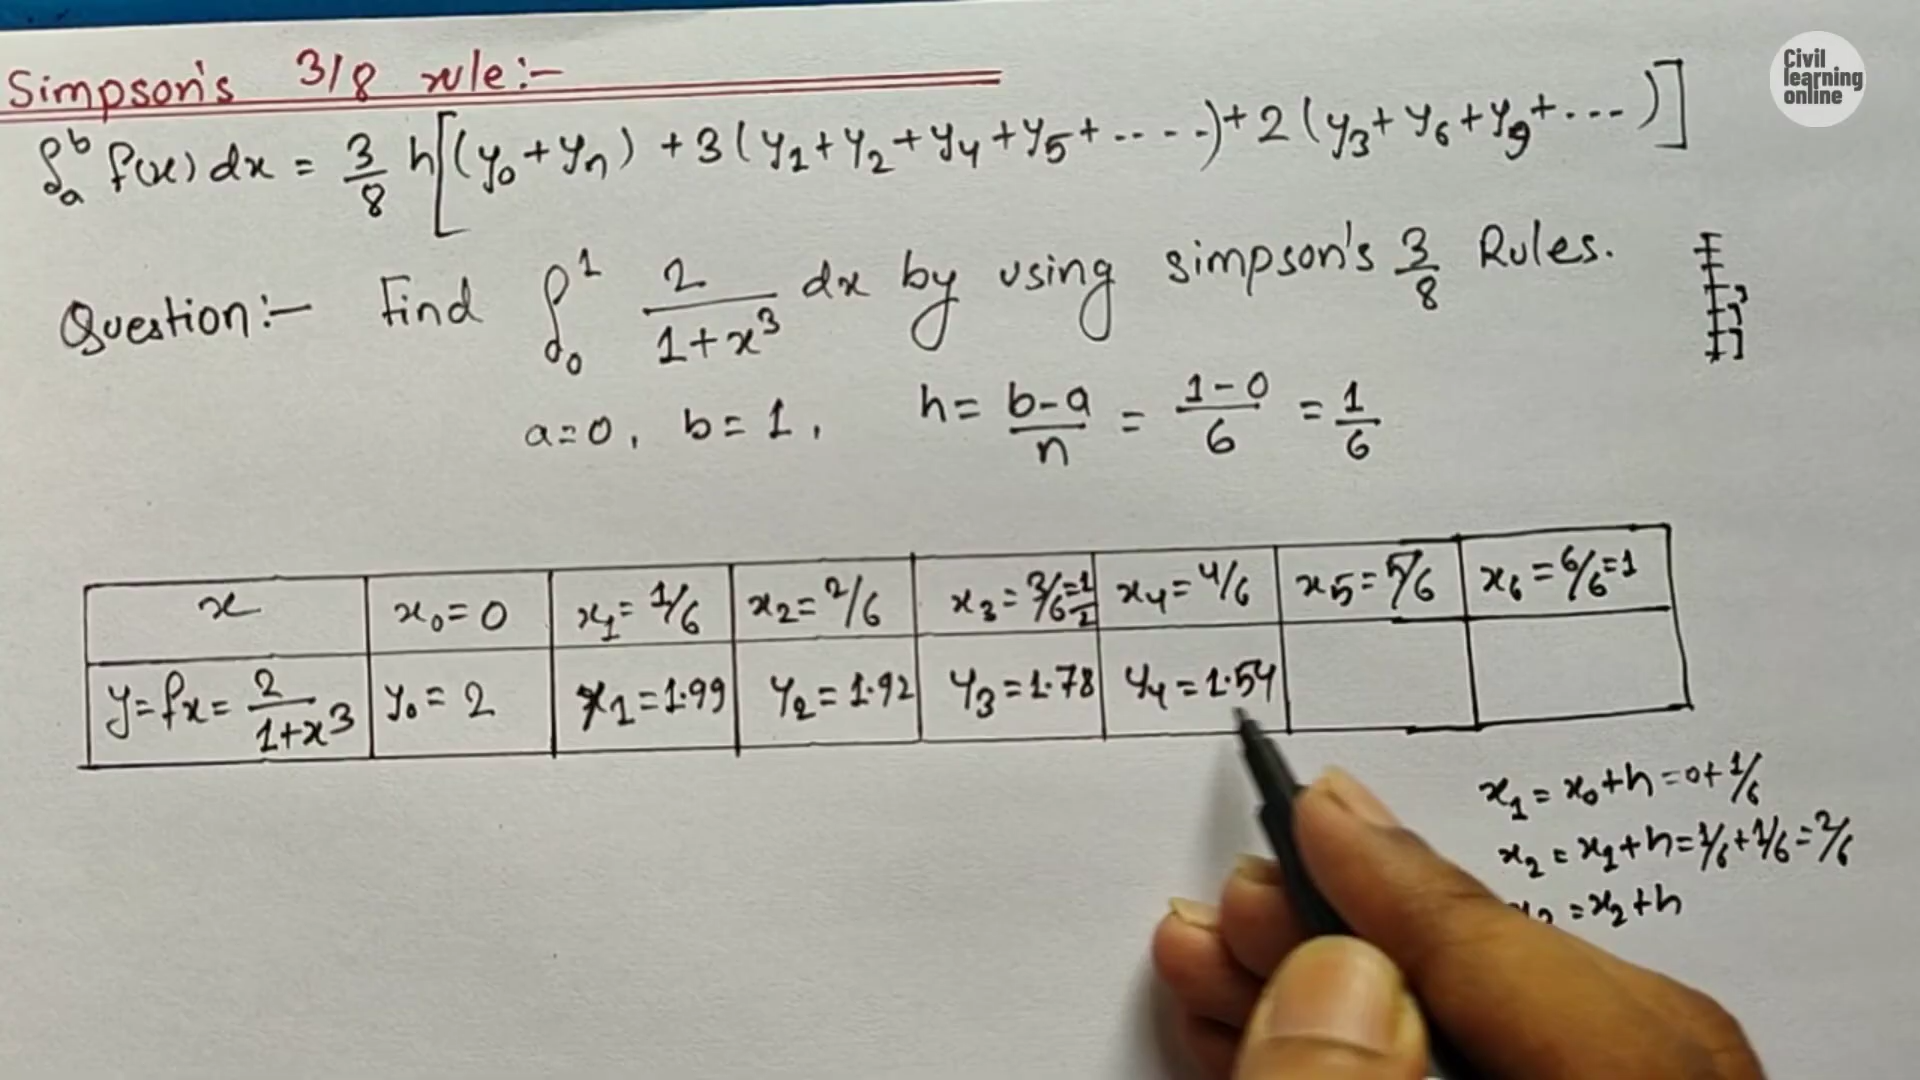 Civil learning online
Simpson's 3/8 rule:-
∫ₐᵇ f(x) dx = 3/8 h[(y₀+yₙ) +3(y₁+y₂+y₄+y₅+.....)+2(y₃+y₆+y₉+....)]
Question:- Find ∫₀¹ 2/(1+x³) dx by using simpson's 3/8 Rules.
a=0, b=1, h= (b-a)/n = (1-0)/6 = 1/6
x x₀=0 x₁=1/6 x₂=2/6 x₃=3/6=1/2 x₄=4/6 x5=5/6 x₆=6/6=1
y=fx= 2/(1+x³) y₀=2 y₁=1.99 y₂=1.92 y₃=1.78 y₄=1.54
x₁=x₀+h=0+1/6
x₂=x₁+h=1/6+1/6=2/6
=x₂+h